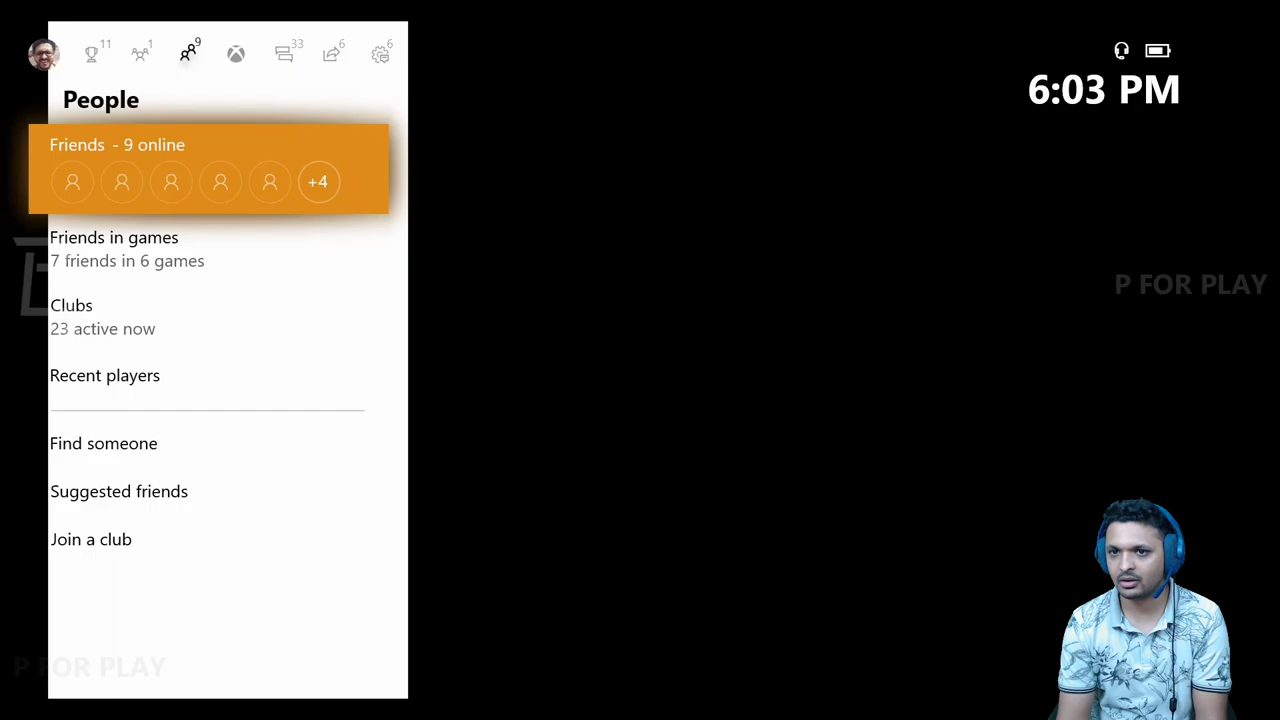 11
1
9
33
6
6
6:03 PM
People
Friends - 9 online
+4
Friends in games
7 friends in 6 games
P FOR PLAY
Clubs
23 active now
Recent players
Find someone
Suggested friends
Join a club
P FOR PLAY